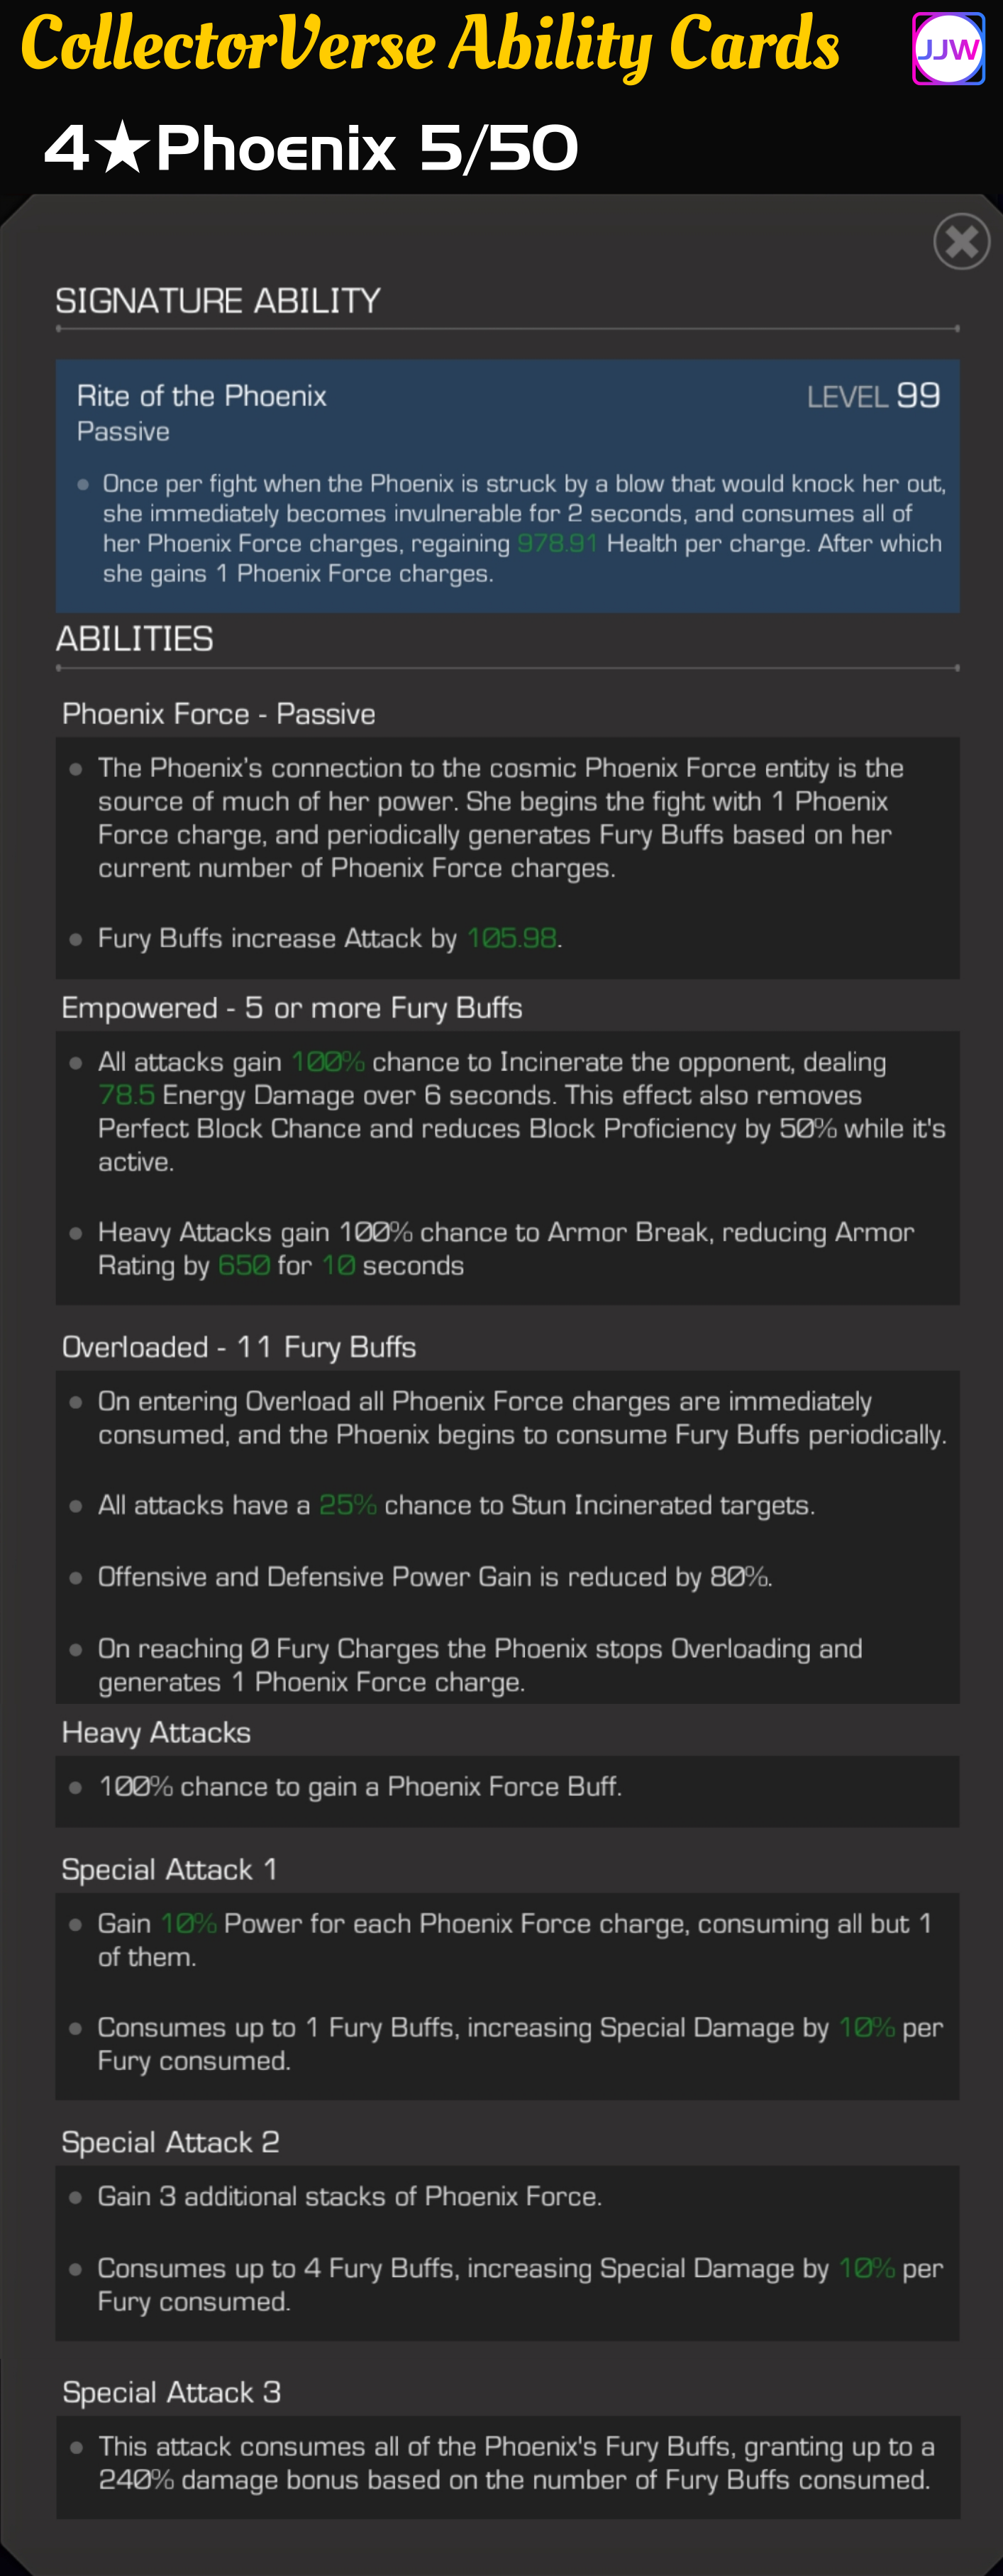 CollectorVerse Ability Cards
JJW
4★Phoenix 5/50
SIGNATURE ABILITY
Rite of the Phoenix
LEVEL 99
Passive
Once per fight when the Phoenix is struck by a blow that would knock her out,
she immediately becomes invulnerable for 2 seconds, and consumes all of
her Phoenix Force charges, regaining 978.91 Health per charge. After which
she gains 1 Phoenix Force charges.
ABILITIES
Phoenix Force - Passive
The Phoenix's connection to the cosmic Phoenix Force entity is the
source of much of her power. She begins the fight with 1 Phoenix
Force charge, and periodically generates Fury Buffs based on her
current number of Phoenix Force charges.
Fury Buffs increase Attack by 105.98.
Empowered - 5 or more Fury Buffs
All attacks gain 100% chance to Incinerate the opponent, dealing
78.5 Energy Damage over 6 seconds. This effect also removes
Perfect Block Chance and reduces Block Proficiency by 50% while it's
active.
Heavy Attacks gain 100% chance to Armor Break, reducing Armor
Rating by 650 for 10 seconds
Overloaded - 11 Fury Buffs
On entering Overload all Phoenix Force charges are immediately
consumed, and the Phoenix begins to consume Fury Buffs periodically.
All attacks have a 25% chance to Stun Incinerated targets.
Offensive and Defensive Power Gain is reduced by 80%.
On reaching 0 Fury Charges the Phoenix stops Overloading and
generates 1 Phoenix Force charge.
Heavy Attacks
100% chance to gain a Phoenix Force Buff.
Special Attack 1
Gain 10% Power for each Phoenix Force charge, consuming all but 1
of them.
Consumes up to 1 Fury Buffs, increasing Special Damage by 10% per
Fury consumed.
Special Attack 2
Gain 3 additional stacks of Phoenix Force.
Consumes up to 4 Fury Buffs, increasing Special Damage by 10% per
Fury consumed.
Special Attack 3
This attack consumes all of the Phoenix's Fury Buffs, granting up to a
240% damage bonus based on the number of Fury Buffs consumed.